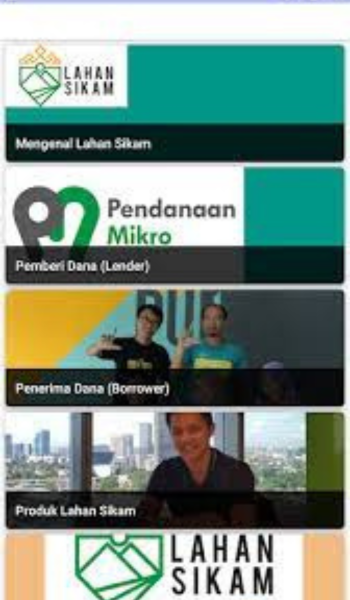 LAHAN
SIKAM
Mengenal Lahan Sikam
Pendanaan
Mikro
Pemberi Dana (Lender)
Penerima Dana (Borrower)
Produk Lahan Sikam
LAHAN
SIKAM